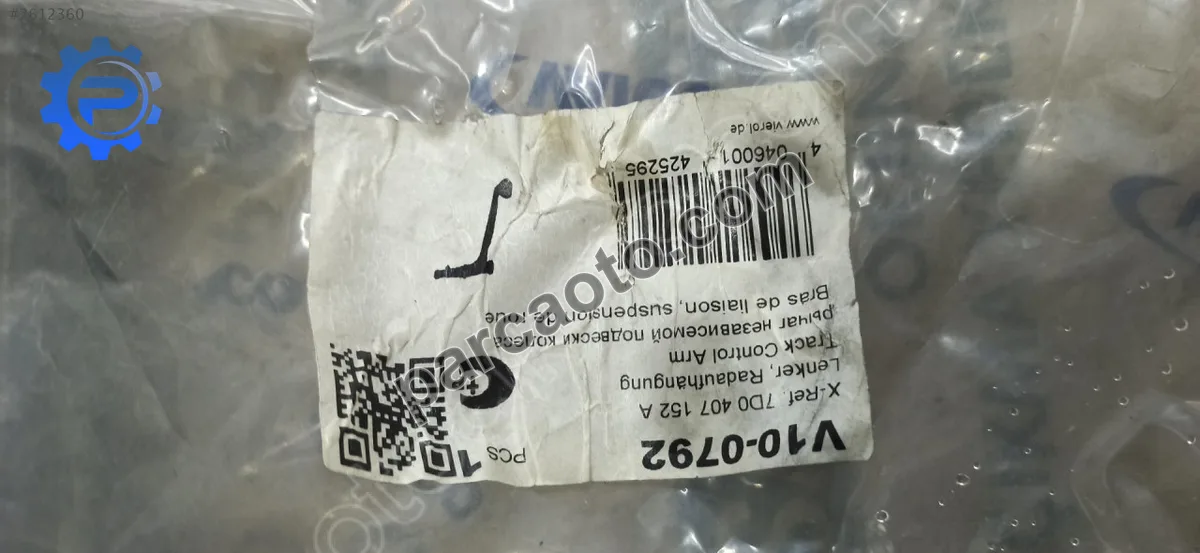 #2612360
V10-0792
X-Ref. 7D0 407 152 A
Lenker, Radaufhängung
Track Control Arm
рычаг независемой подвески колеса
Bras de liaison, suspension de roue
1 PCS
4 046001 425295
www.vierol.de
parcaoto.com